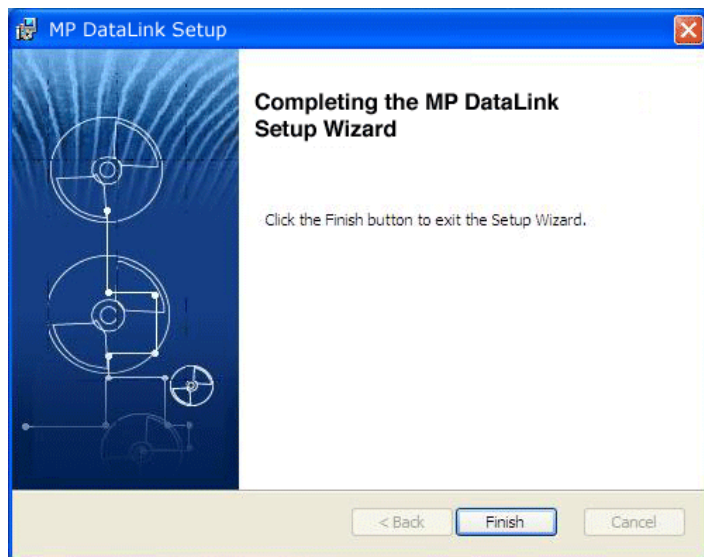 MP DataLink Setup
Completing the MP DataLink
Setup Wizard
Click the Finish button to exit the Setup Wizard.
< Back Finish Cancel